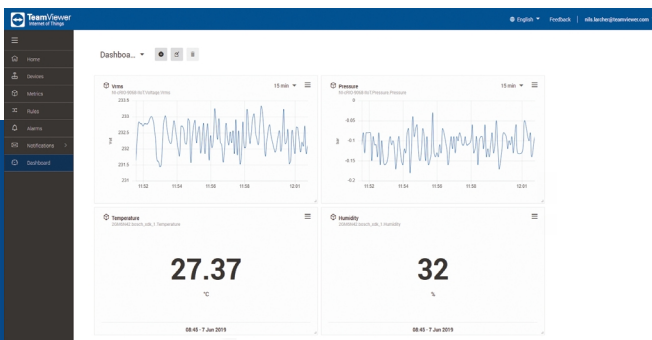 TeamViewer
Internet of Things
English
Feedback
nils.larcher@teamviewer.com
Home
Devices
Metrics
Rules
Alarms
Notifications
Dashboard
Dashboa...
Vrms
15 min
233.5
233
232.5
232
231.5
231
11:52 11:54 11:56 11:58 12:01
Pressure
15 min
0
-0.05
-0.1
-0.15
-0.2
11:52 11:54 11:56 11:58 12:01
Temperature
27.37
°C
08:45 - 7 Jun 2019
Humidity
32
%
08:45 - 7 Jun 2019